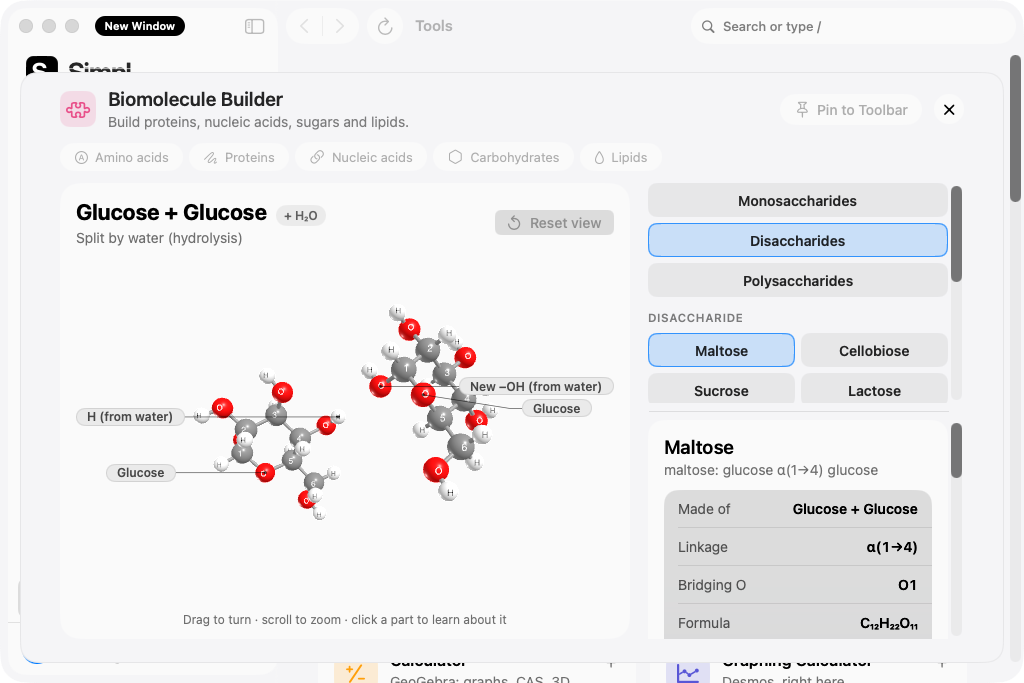 New Window
Tools
Search or type /
Simpl
Biomolecule Builder
Build proteins, nucleic acids, sugars and lipids.
Pin to Toolbar
Amino acids
Proteins
Nucleic acids
Carbohydrates
Lipids
Glucose + Glucose
+ H₂O
Split by water (hydrolysis)
Reset view
New –OH (from water)
Glucose
H (from water)
Glucose
Drag to turn · scroll to zoom · click a part to learn about it
Monosaccharides
Disaccharides
Polysaccharides
DISACCHARIDE
Maltose
Cellobiose
Sucrose
Lactose
Maltose
maltose: glucose α(1→4) glucose
Made of Glucose + Glucose
Linkage α(1→4)
Bridging O O1
Formula C₁₂H₂₂O₁₁
Calculator
GeoGebra: graphs, CAS, 3D
Graphing Calculator
Desmos, right here